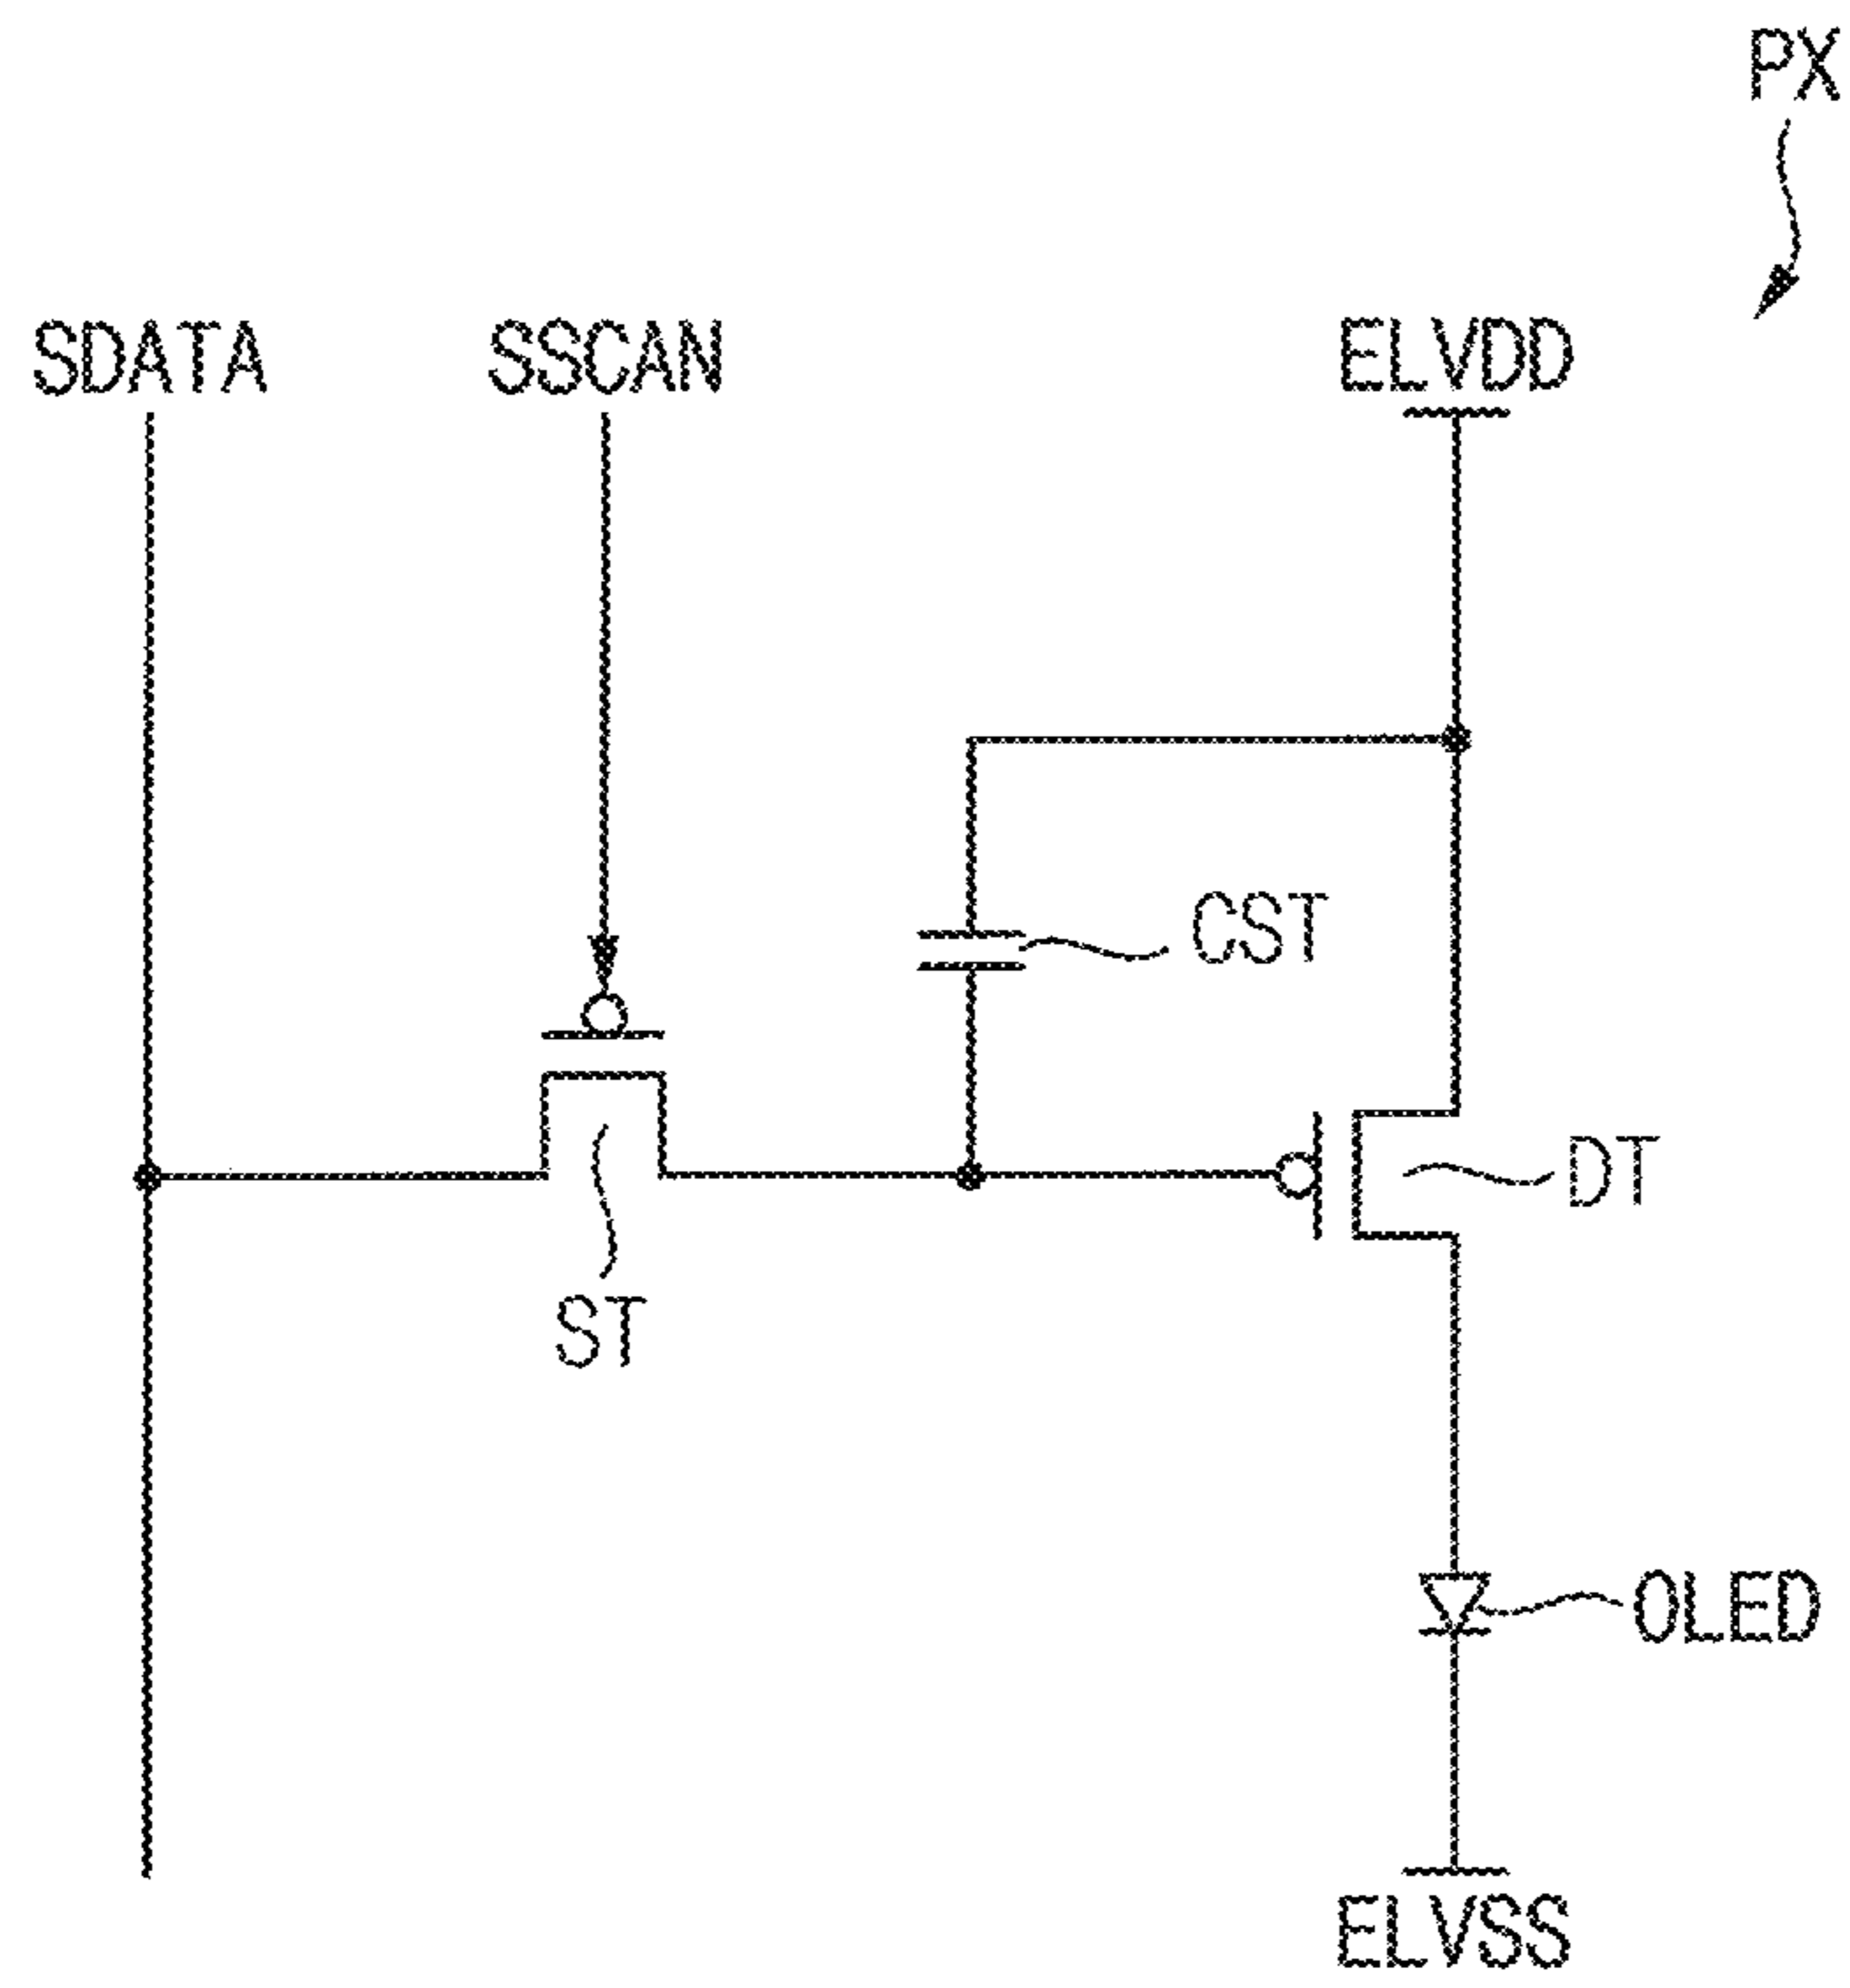 PX
SDATA
SSCAN
ELVDD
CST
DT
ST
OLED
ELVSS